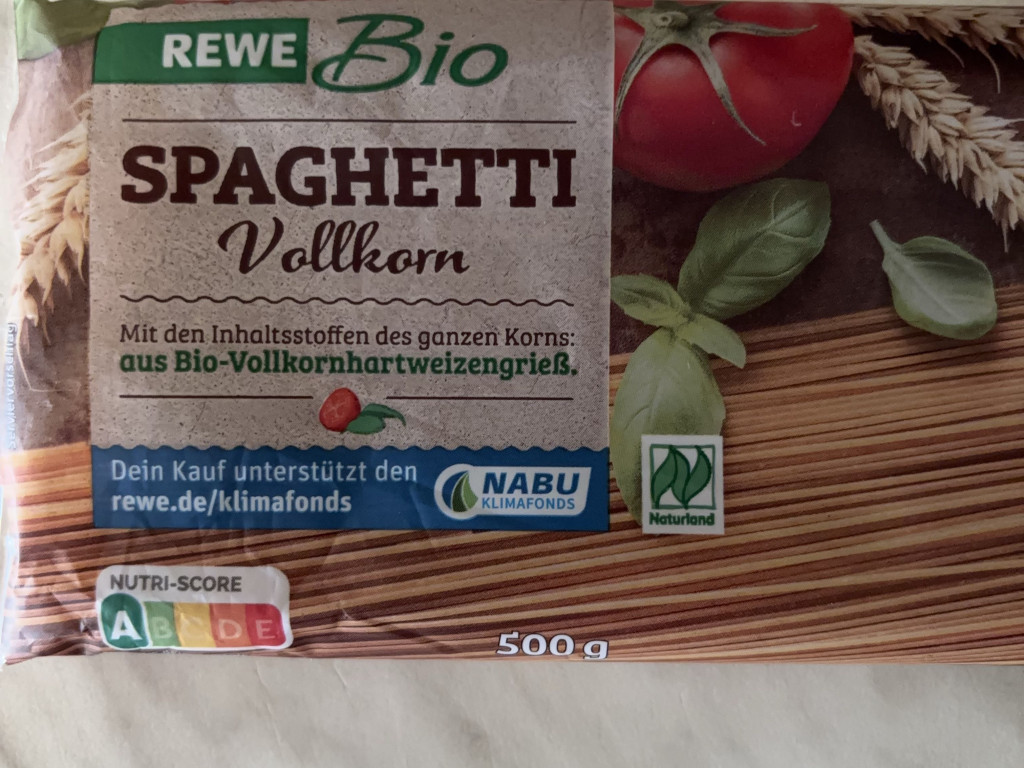 REWE Bio
SPAGHETTI
Vollkorn
Mit den Inhaltsstoffen des ganzen Korns:
aus Bio-Vollkornhartweizengrieß.
Dein Kauf unterstützt den
rewe.de/klimafonds
NABU
KLIMAFONDS
Naturland
NUTRI-SCORE
A B C D E
500 g